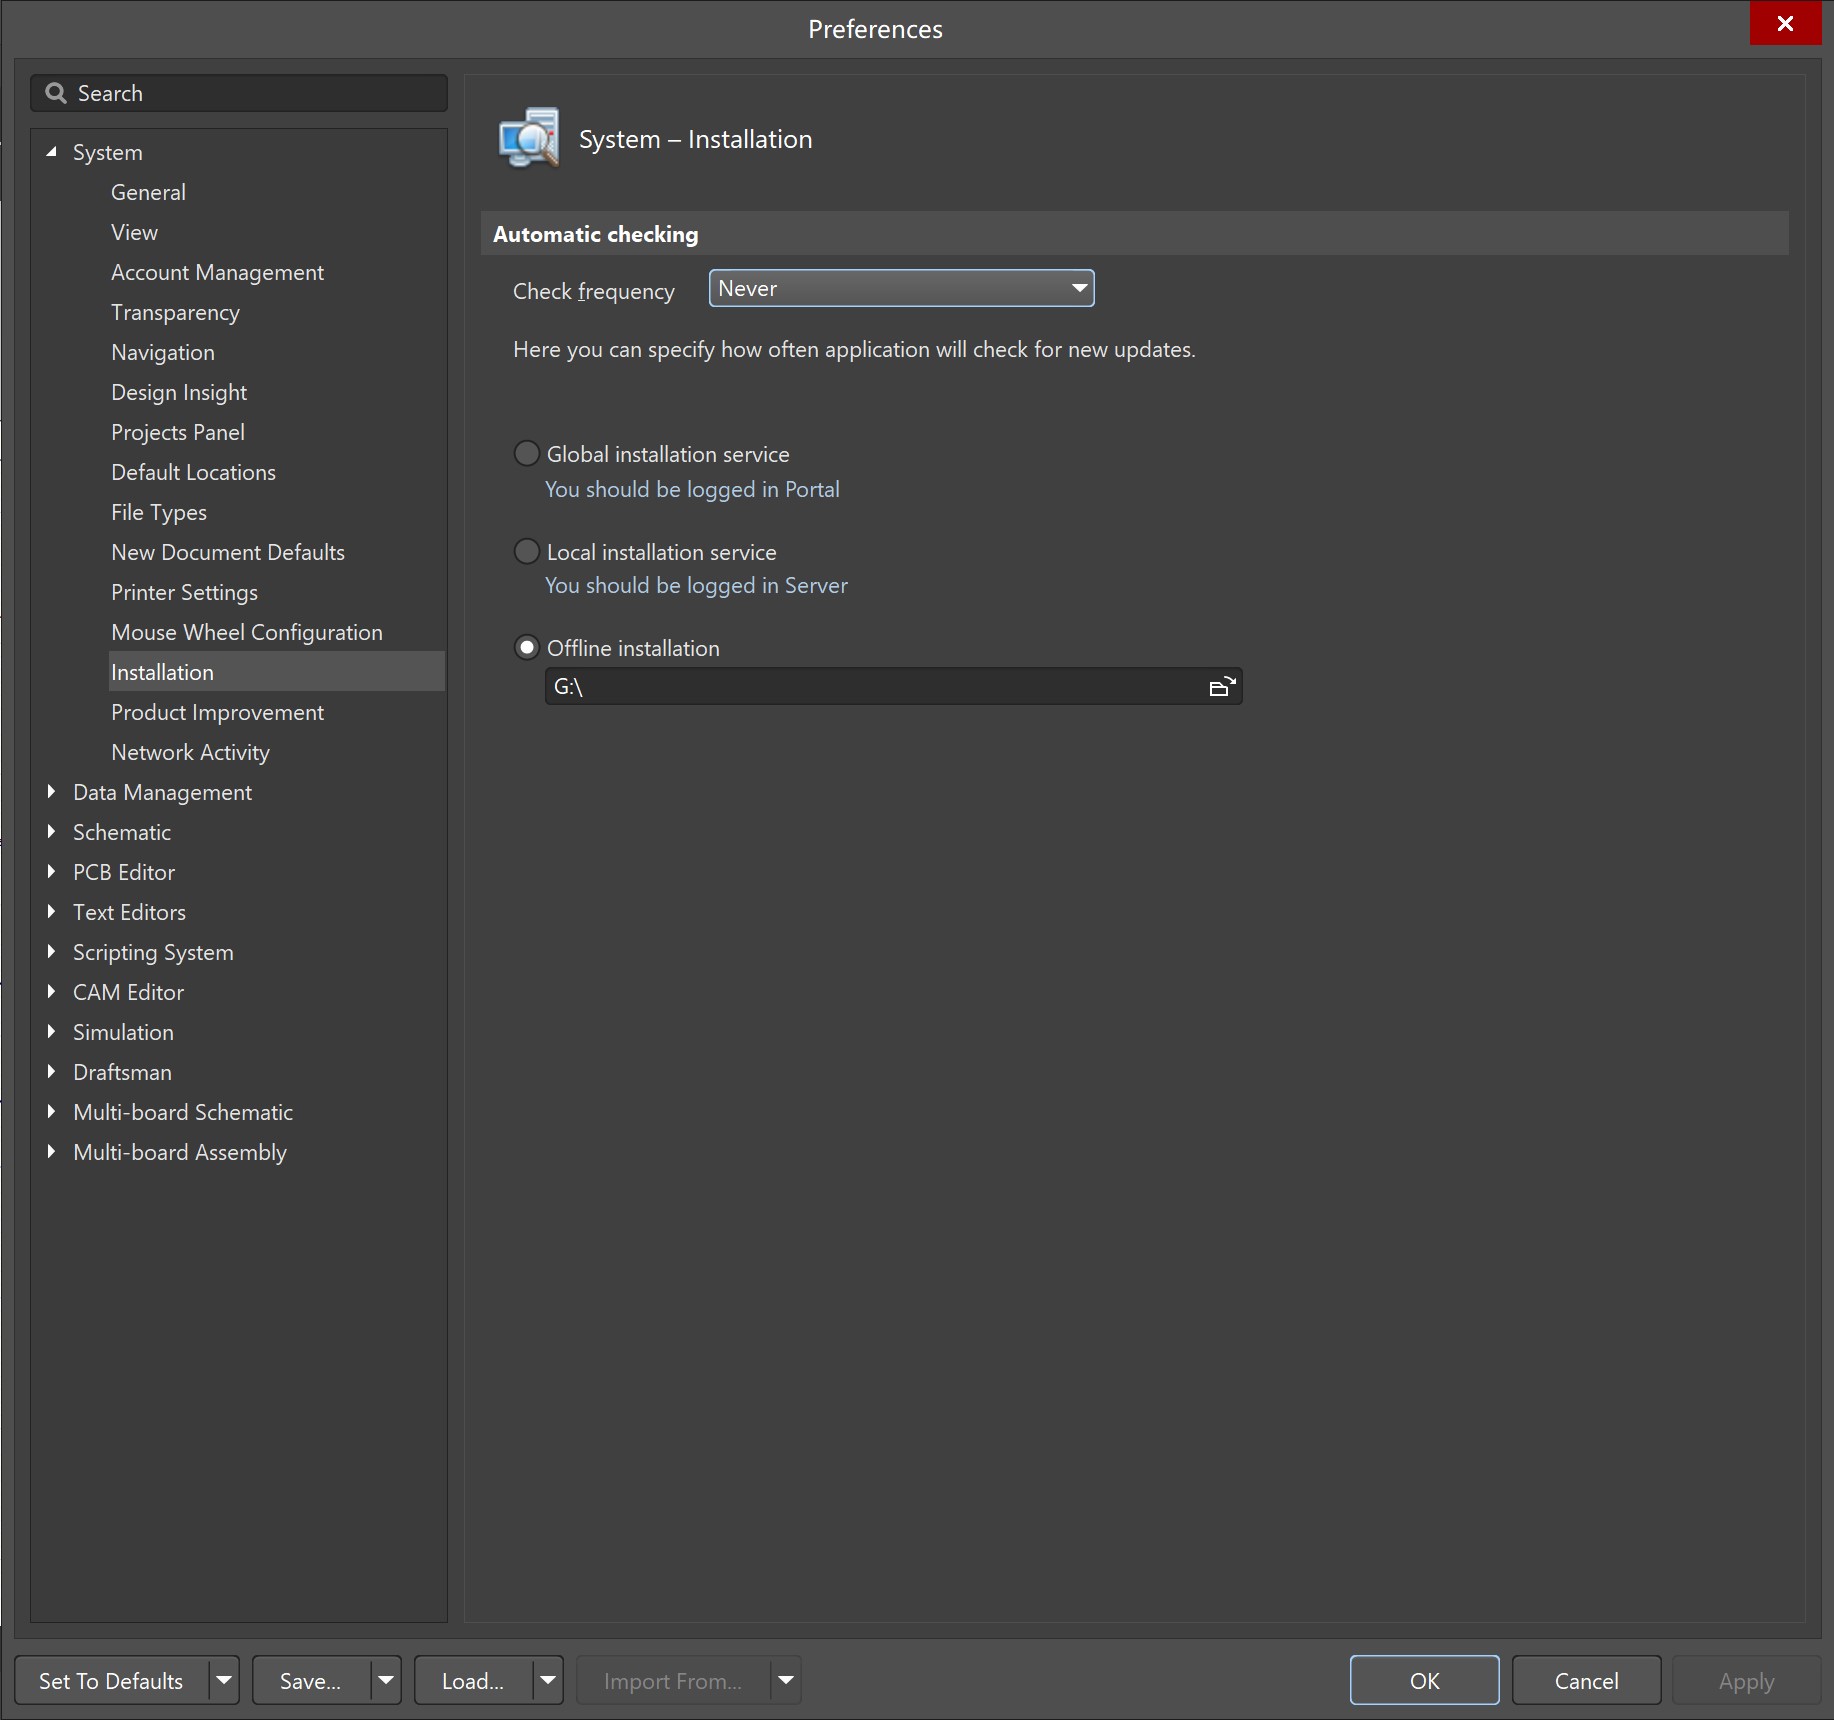 Preferences
Search
System
General
View
Account Management
Transparency
Navigation
Design Insight
Projects Panel
Default Locations
File Types
New Document Defaults
Printer Settings
Mouse Wheel Configuration
Installation
Product Improvement
Network Activity
Data Management
Schematic
PCB Editor
Text Editors
Scripting System
CAM Editor
Simulation
Draftsman
Multi-board Schematic
Multi-board Assembly
System – Installation
Automatic checking
Check frequency
Never
Here you can specify how often application will check for new updates.
Global installation service
You should be logged in Portal
Local installation service
You should be logged in Server
Offline installation
G:\
Set To Defaults
Save...
Load...
Import From...
OK
Cancel
Apply